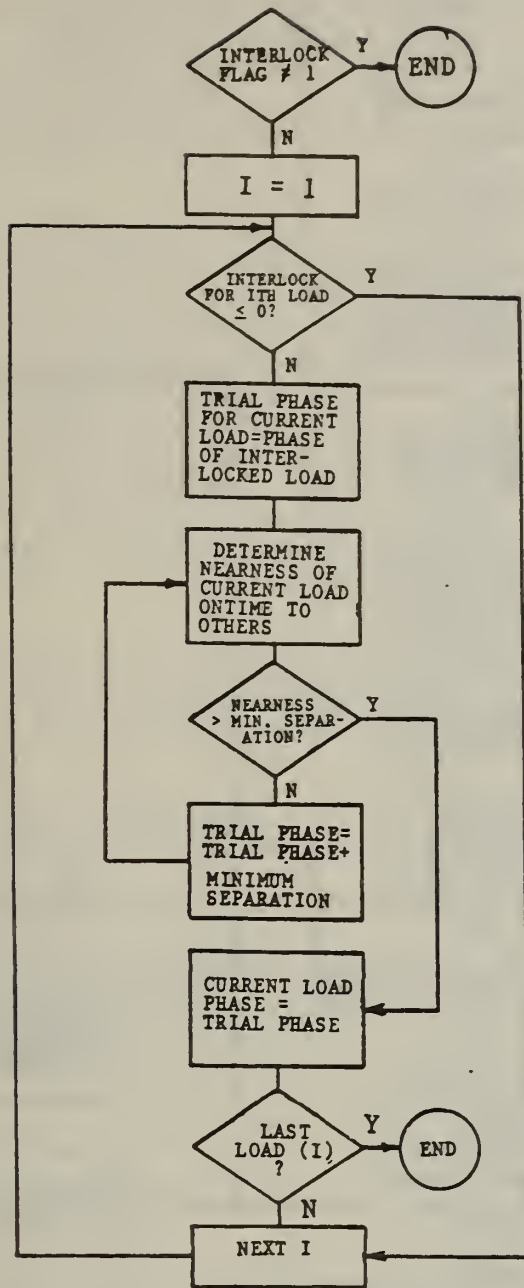 INTERLOCK
FLAG ≠ 1
Y
END
N
I = 1
INTERLOCK
FOR ITH LOAD
≤ 0?
Y
N
TRIAL PHASE
FOR CURRENT
LOAD=PHASE
OF INTER-
LOCKED LOAD
DETERMINE
NEARNESS OF
CURRENT LOAD
ONTIME TO
OTHERS
NEARNESS
> MIN. SEPAR-
ATION?
Y
N
TRIAL PHASE=
TRIAL PHASE+
MINIMUM
SEPARATION
CURRENT LOAD
PHASE =
TRIAL PHASE
LAST
LOAD (I)
?
Y
END
N
NEXT I